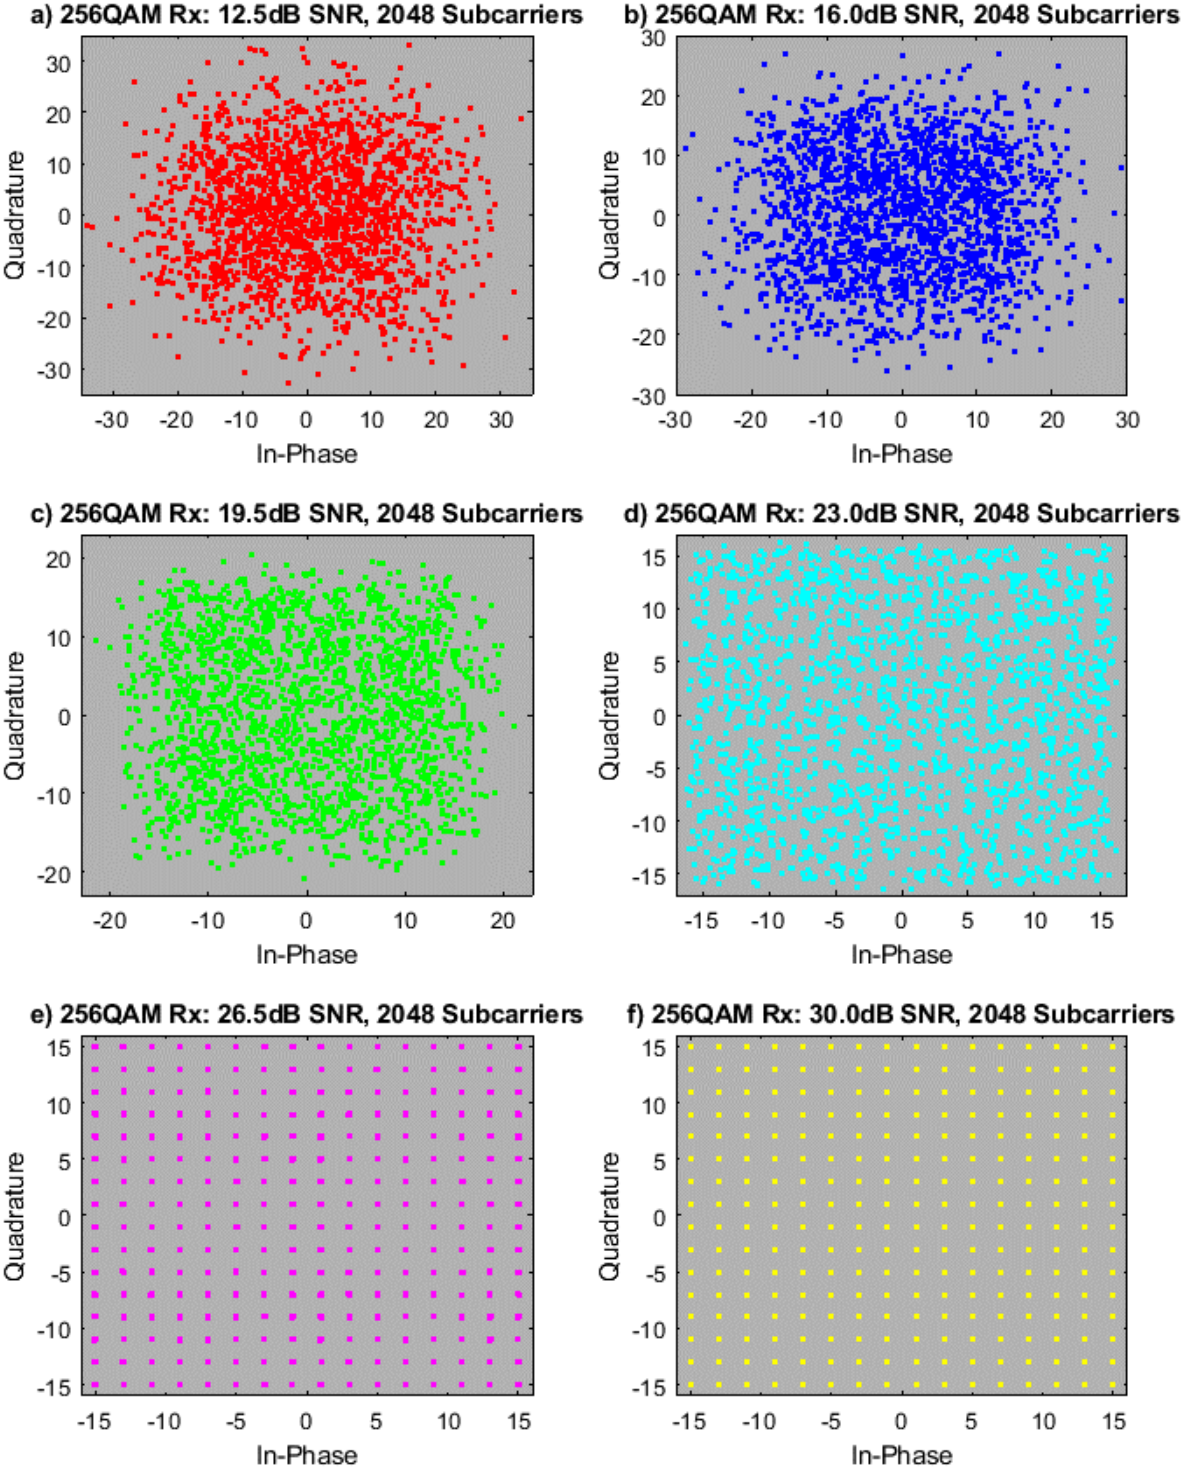 a) 256QAM Rx: 12.5dB SNR, 2048 Subcarriers
30
20
10
0
-10
-20
-30
Quadrature
-30 -20 -10 0 10 20 30
In-Phase
b) 256QAM Rx: 16.0dB SNR, 2048 Subcarriers
30
20
10
0
-10
-20
-30
Quadrature
-30 -20 -10 0 10 20 30
In-Phase
c) 256QAM Rx: 19.5dB SNR, 2048 Subcarriers
20
10
0
-10
-20
Quadrature
-20 -10 0 10 20
In-Phase
d) 256QAM Rx: 23.0dB SNR, 2048 Subcarriers
15
10
5
0
-5
-10
-15
Quadrature
-15 -10 -5 0 5 10 15
In-Phase
e) 256QAM Rx: 26.5dB SNR, 2048 Subcarriers
15
10
5
0
-5
-10
-15
Quadrature
-15 -10 -5 0 5 10 15
In-Phase
f) 256QAM Rx: 30.0dB SNR, 2048 Subcarriers
15
10
5
0
-5
-10
-15
Quadrature
-15 -10 -5 0 5 10 15
In-Phase